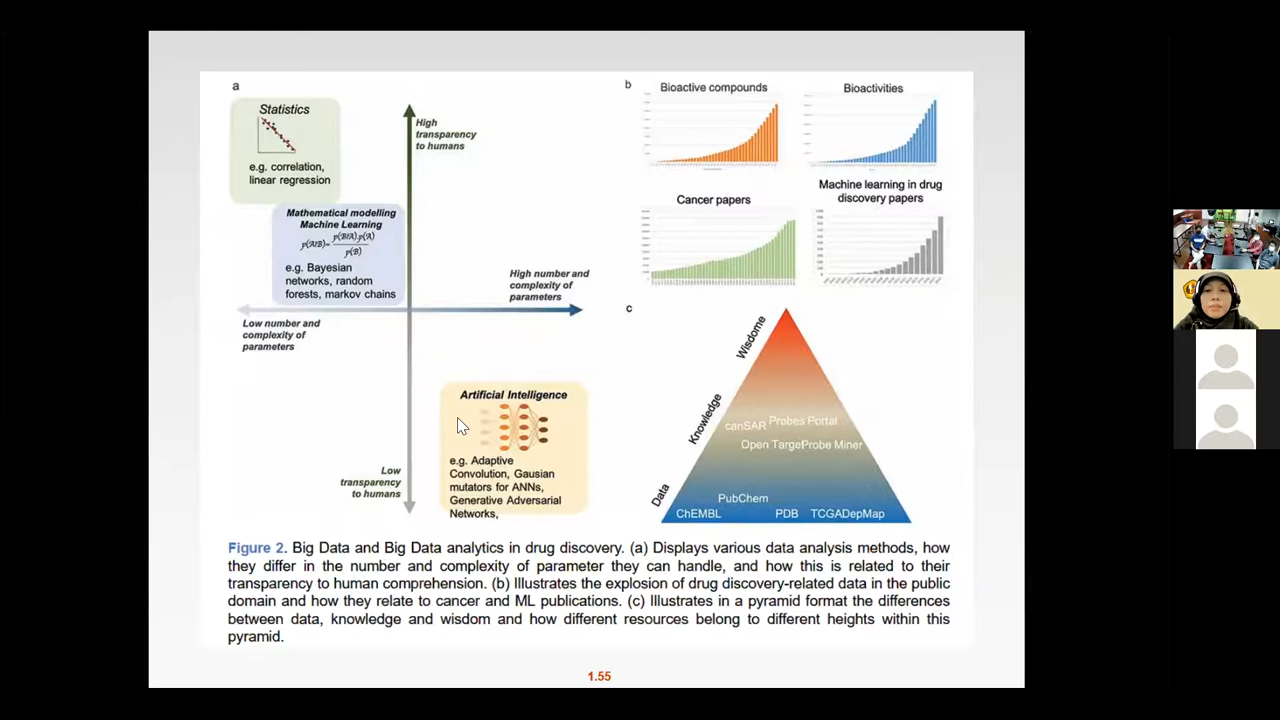 a
Statistics
e.g. correlation,
linear regression
High
transparency
to humans
Mathematical modelling
Machine Learning
p(A\B)= p(B\A).p(A)
p(B)
e.g. Bayesian
networks, random
forests, markov chains
High number and
complexity of
parameters
Low number and
complexity of
parameters
Artificial Intelligence
e.g. Adaptive
Convolution, Gausian
mutators for ANNs,
Generative Adversarial
Networks,
Low
transparency
to humans
b
Bioactive compounds
Bioactivities
Cancer papers
Machine learning in drug
discovery papers
c
Wisdome
Knowledge
Data
canSAR Probes Portal
Open TargeProbe Miner
PubChem
ChEMBL PDB TCGADepMap
Figure 2. Big Data and Big Data analytics in drug discovery. (a) Displays various data analysis methods, how
they differ in the number and complexity of parameter they can handle, and how this is related to their
transparency to human comprehension. (b) Illustrates the explosion of drug discovery-related data in the public
domain and how they relate to cancer and ML publications. (c) Illustrates in a pyramid format the differences
between data, knowledge and wisdom and how different resources belong to different heights within this
pyramid.
1.55